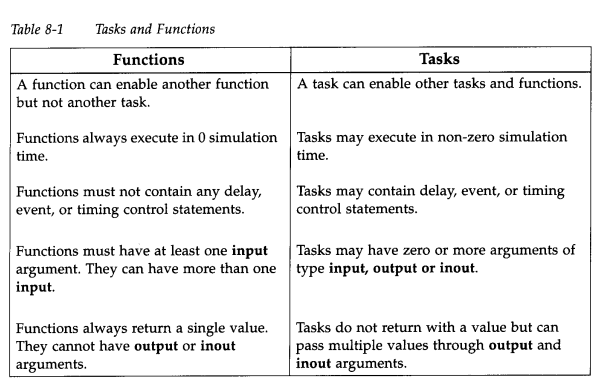 Table 8-1 Tasks and Functions
Functions
Tasks
A function can enable another function
but not another task.
A task can enable other tasks and functions.
Functions always execute in 0 simulation
time.
Tasks may execute in non-zero simulation
time.
Functions must not contain any delay,
event, or timing control statements.
Tasks may contain delay, event, or timing
control statements.
Functions must have at least one input
argument. They can have more than one
input.
Tasks may have zero or more arguments of
type input, output or inout.
Functions always return a single value.
They cannot have output or inout
arguments.
Tasks do not return with a value but can
pass multiple values through output and
inout arguments.